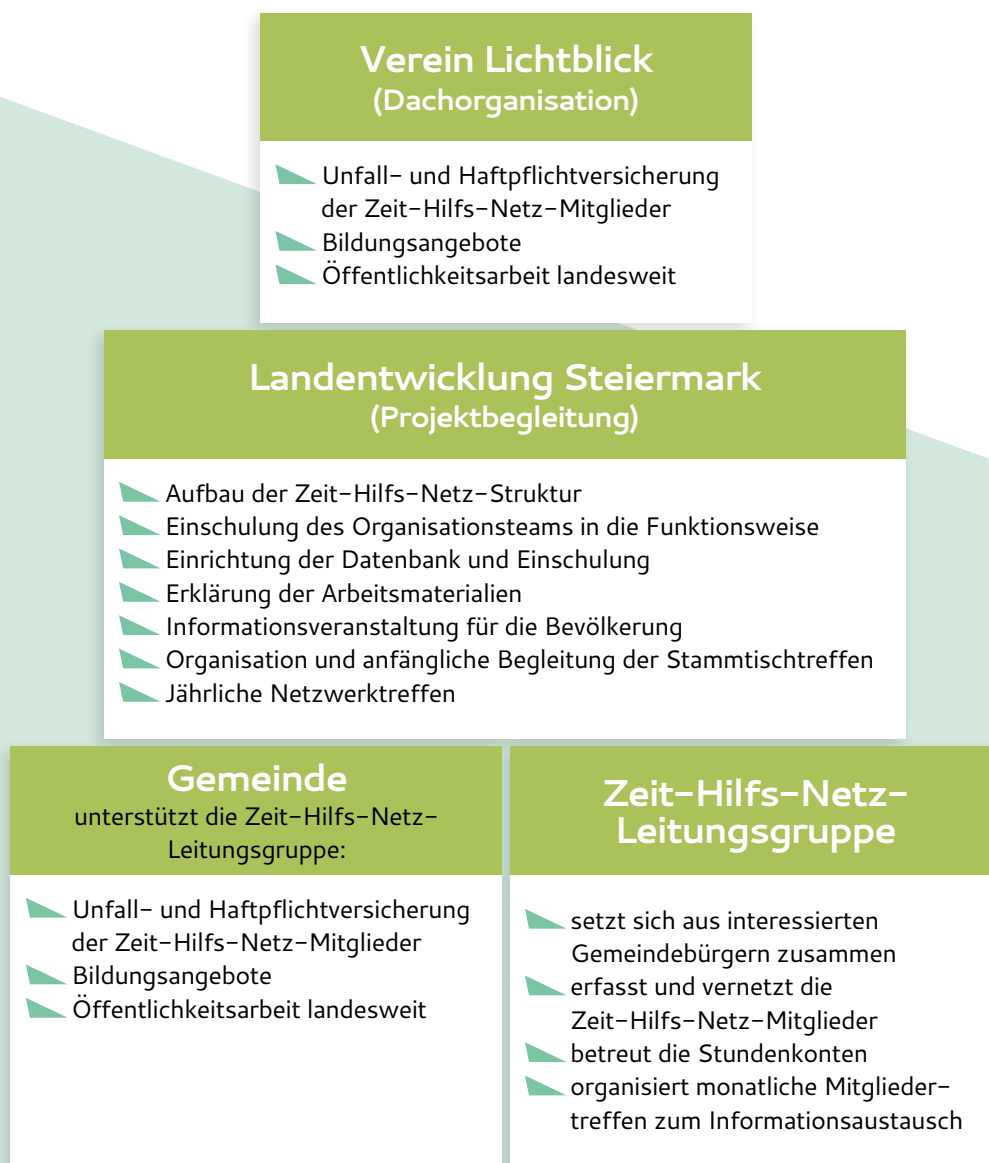 Verein Lichtblick
(Dachorganisation)
Unfall- und Haftpflichtversicherung
der Zeit-Hilfs-Netz-Mitglieder
Bildungsangebote
Öffentlichkeitsarbeit landesweit
Landentwicklung Steiermark
(Projektbegleitung)
Aufbau der Zeit-Hilfs-Netz-Struktur
Einschulung des Organisationsteams in die Funktionsweise
Einrichtung der Datenbank und Einschulung
Erklärung der Arbeitsmaterialien
Informationsveranstaltung für die Bevölkerung
Organisation und anfängliche Begleitung der Stammtischtreffen
Jährliche Netzwerktreffen
Gemeinde
unterstützt die Zeit-Hilfs-Netz-
Leitungsgruppe:
Unfall- und Haftpflichtversicherung
der Zeit-Hilfs-Netz-Mitglieder
Bildungsangebote
Öffentlichkeitsarbeit landesweit
Zeit-Hilfs-Netz-
Leitungsgruppe
setzt sich aus interessierten
Gemeindebürgern zusammen
erfasst und vernetzt die
Zeit-Hilfs-Netz-Mitglieder
betreut die Stundenkonten
organisiert monatliche Mitglieder-
treffen zum Informationsaustausch